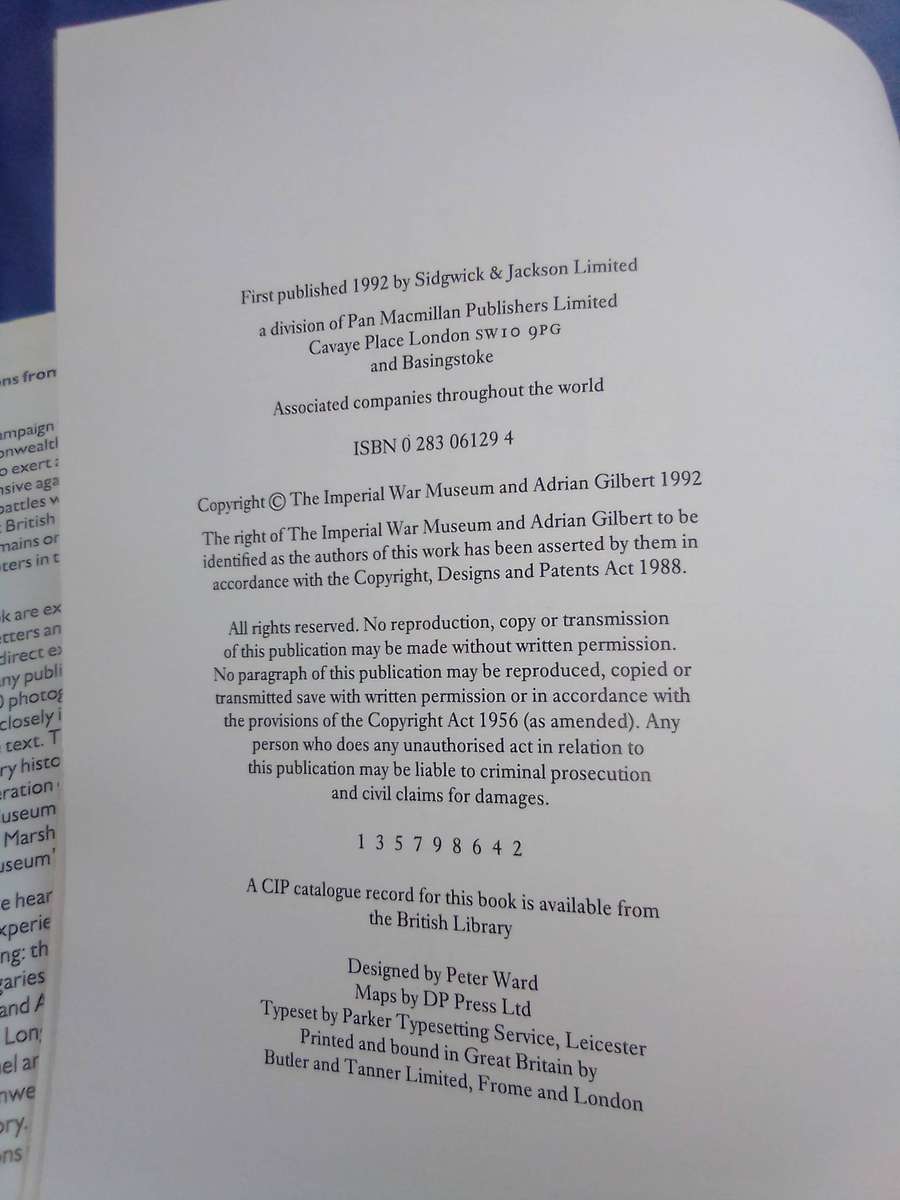 First published 1992 by Sidgwick & Jackson Limited
a division of Pan Macmillan Publishers Limited
Cavaye Place London SW10 9PG
and Basingstoke
Associated companies throughout the world
ISBN 0 283 06129 4
Copyright © The Imperial War Museum and Adrian Gilbert 1992
The right of The Imperial War Museum and Adrian Gilbert to be
identified as the authors of this work has been asserted by them in
accordance with the Copyright, Designs and Patents Act 1988.
All rights reserved. No reproduction, copy or transmission
of this publication may be made without written permission.
No paragraph of this publication may be reproduced, copied or
transmitted save with written permission or in accordance with
the provisions of the Copyright Act 1956 (as amended). Any
person who does any unauthorised act in relation to
this publication may be liable to criminal prosecution
and civil claims for damages.
1 3 5 7 9 8 6 4 2
A CIP catalogue record for this book is available from
the British Library
Designed by Peter Ward
Maps by DP Press Ltd
Typeset by Parker Typesetting Service, Leicester
Printed and bound in Great Britain by
Butler and Tanner Limited, Frome and London
British
k are ex
direct
closely
text. T
Marsh
e hear
and